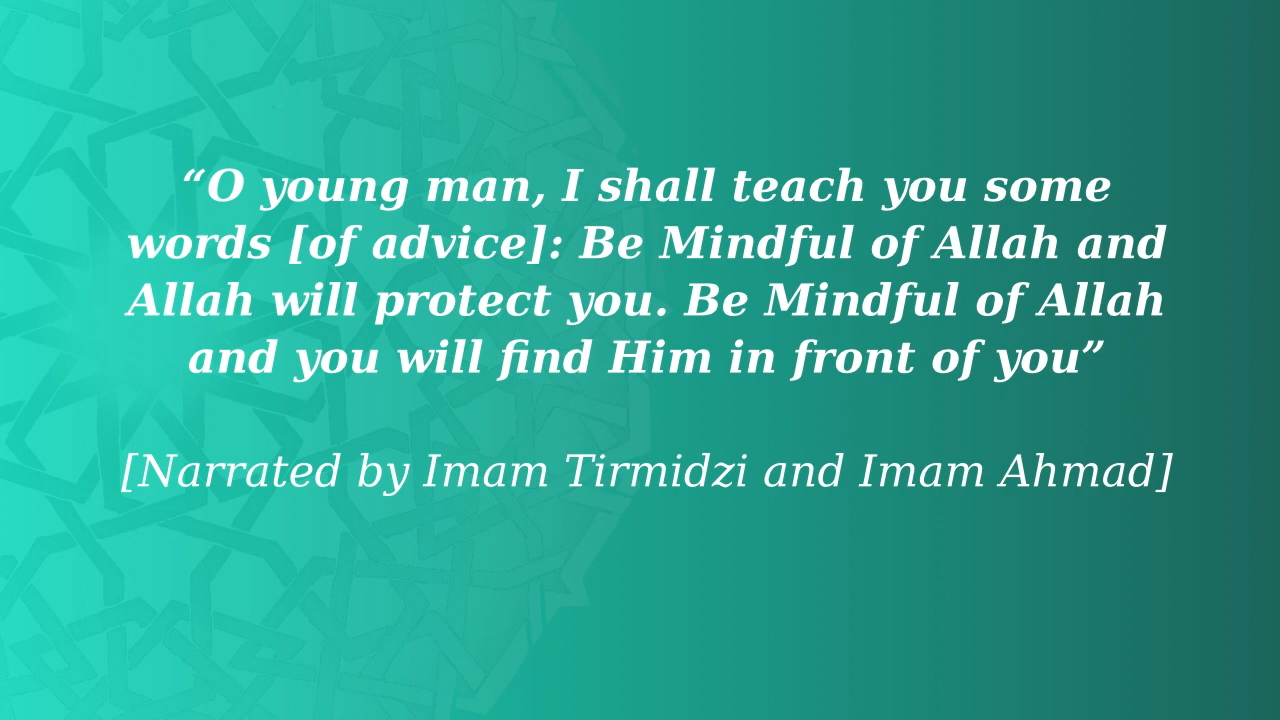 “O young man, I shall teach you some
words [of advice]: Be Mindful of Allah and
Allah will protect you. Be Mindful of Allah
and you will find Him in front of you”
[Narrated by Imam Tirmidzi and Imam Ahmad]